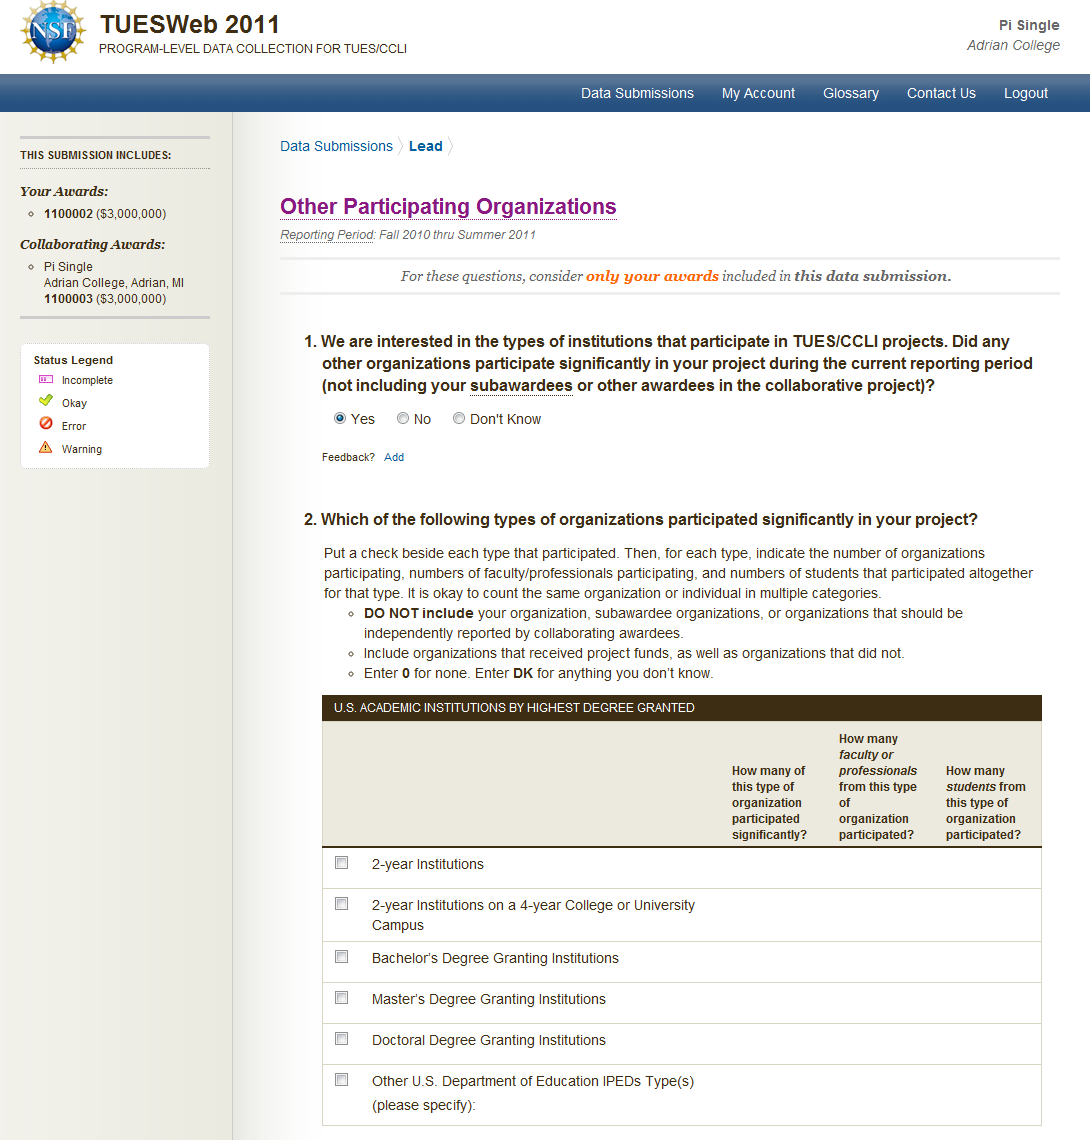 NSF
TUESWeb 2011
PROGRAM-LEVEL DATA COLLECTION FOR TUES/CCLI
Pi Single
Adrian College
Data Submissions My Account Glossary Contact Us Logout
THIS SUBMISSION INCLUDES:
Your Awards:
1100002 ($3,000,000)
Collaborating Awards:
Pi Single
Adrian College, Adrian, MI
1100003 ($3,000,000)
Status Legend
Incomplete
Okay
Error
Warning
Data Submissions Lead
Other Participating Organizations
Reporting Period: Fall 2010 thru Summer 2011
For these questions, consider only your awards included in this data submission.
1. We are interested in the types of institutions that participate in TUES/CCLI projects. Did any
other organizations participate significantly in your project during the current reporting period
(not including your subawardees or other awardees in the collaborative project)?
Yes No Don't Know
Feedback? Add
2. Which of the following types of organizations participated significantly in your project?
Put a check beside each type that participated. Then, for each type, indicate the number of organizations
participating, numbers of faculty/professionals participating, and numbers of students that participated altogether
for that type. It is okay to count the same organization or individual in multiple categories.
DO NOT include your organization, subawardee organizations, or organizations that should be
independently reported by collaborating awardees.
Include organizations that received project funds, as well as organizations that did not.
Enter 0 for none. Enter DK for anything you don't know.
U.S. ACADEMIC INSTITUTIONS BY HIGHEST DEGREE GRANTED
How many of
this type of
organization
participated
significantly?
How many
faculty or
professionals
from this type
of
organization
participated?
How many
students from
this type of
organization
participated?
2-year Institutions
2-year Institutions on a 4-year College or University
Campus
Bachelor's Degree Granting Institutions
Master's Degree Granting Institutions
Doctoral Degree Granting Institutions
Other U.S. Department of Education IPEDs Type(s)
(please specify):